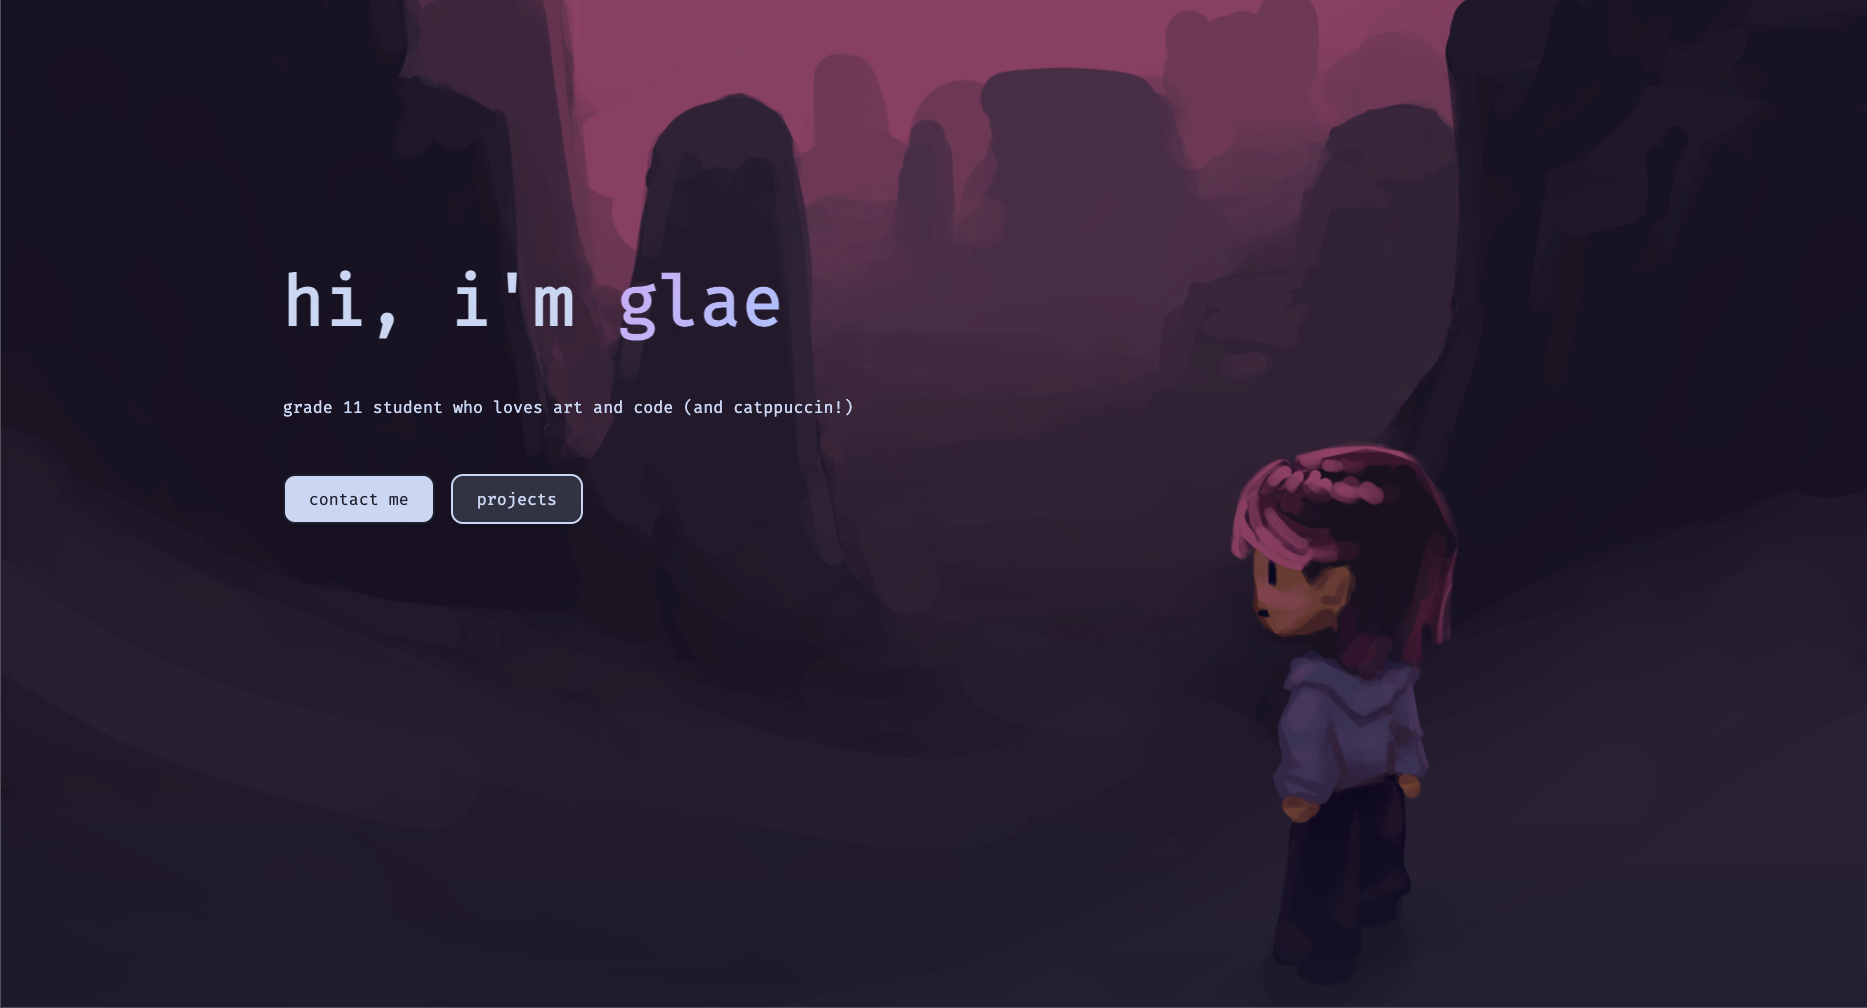 hi, i'm glae
grade 11 student who loves art and code (and catppuccin!)
contact me
projects